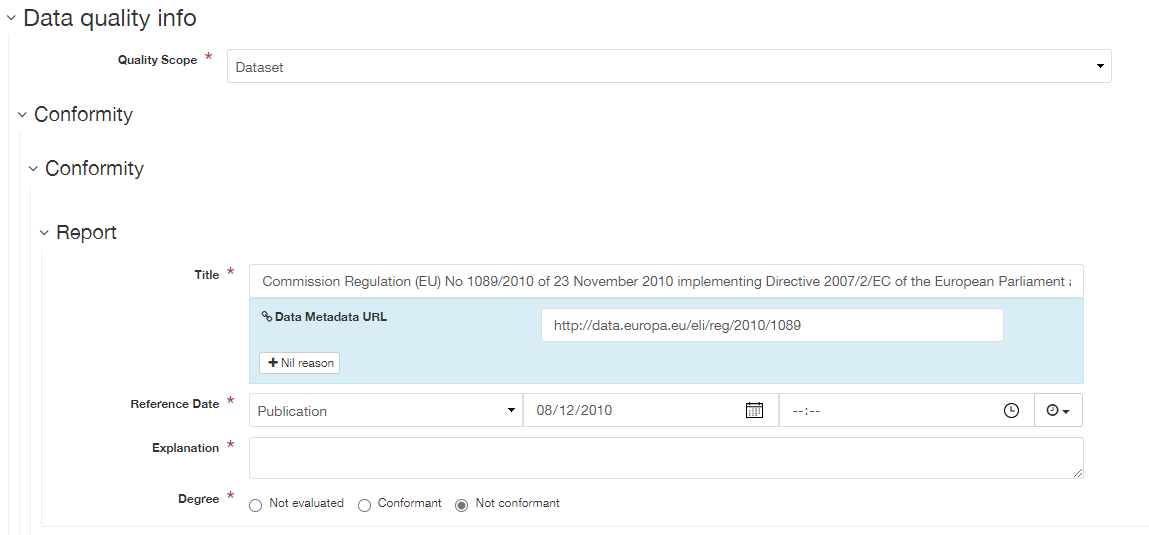 Data quality info
Quality Scope *
Dataset
Conformity
Conformity
Report
Title *
Commission Regulation (EU) No 1089/2010 of 23 November 2010 implementing Directive 2007/2/EC of the European Parliament a
Data Metadata URL
http://data.europa.eu/eli/reg/2010/1089
+ Nil reason
Reference Date *
Publication
08/12/2010
--:--
Explanation *
Degree *
Not evaluated
Conformant
Not conformant